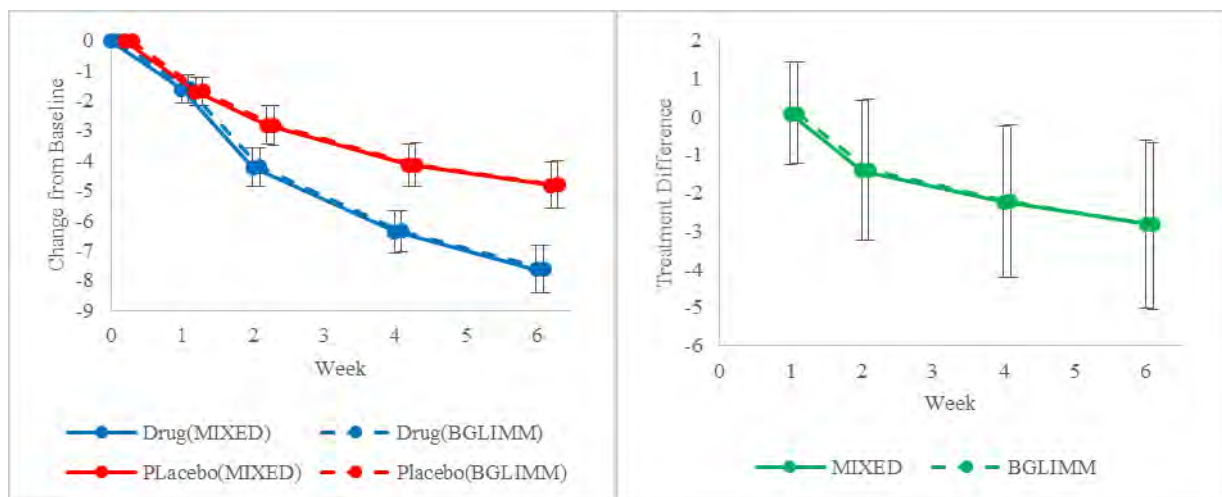 Change from Baseline
0
-1
-2
-3
-4
-5
-6
-7
-8
-9
0 1 2 3 4 5 6
Week
Drug(MIXED) Drug(BGLIMM)
PLacebo(MIXED) Placebo(BGLIMM)
Treatment Difference
2
1
0
-1
-2
-3
-4
-5
-6
0 1 2 3 4 5 6
Week
MIXED BGLIMM